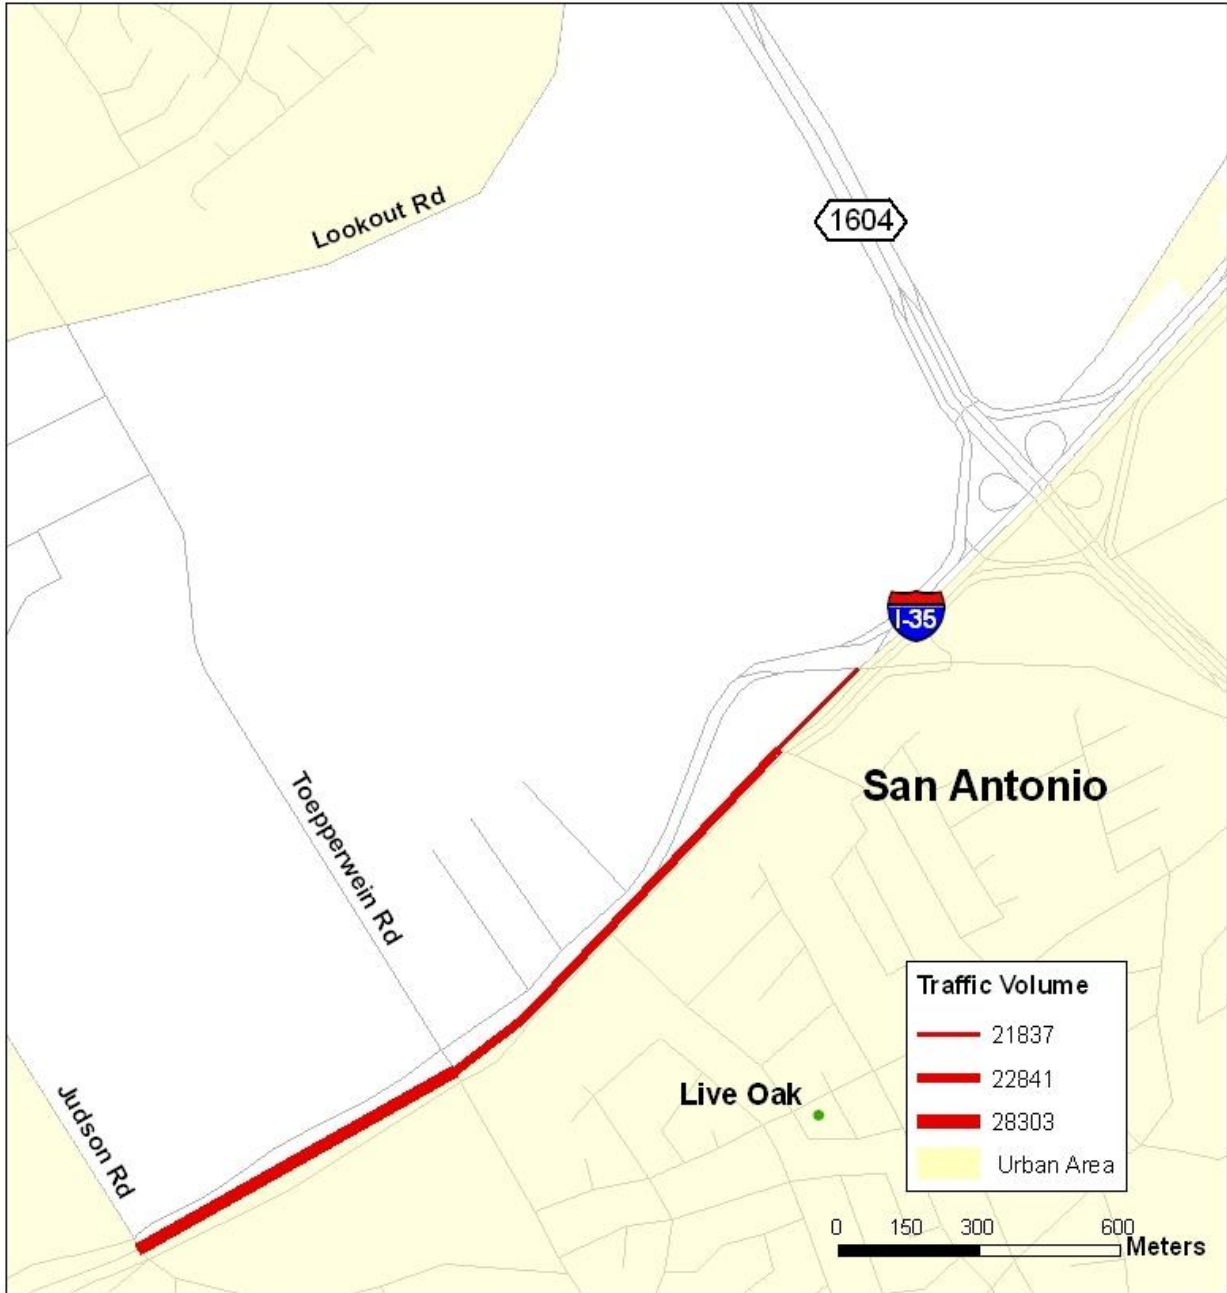 Lookout Rd
1604
I-35
San Antonio
Toepperwein Rd
Judson Rd
Live Oak
Traffic Volume
21837
22841
28303
Urban Area
0 150 300 600
Meters